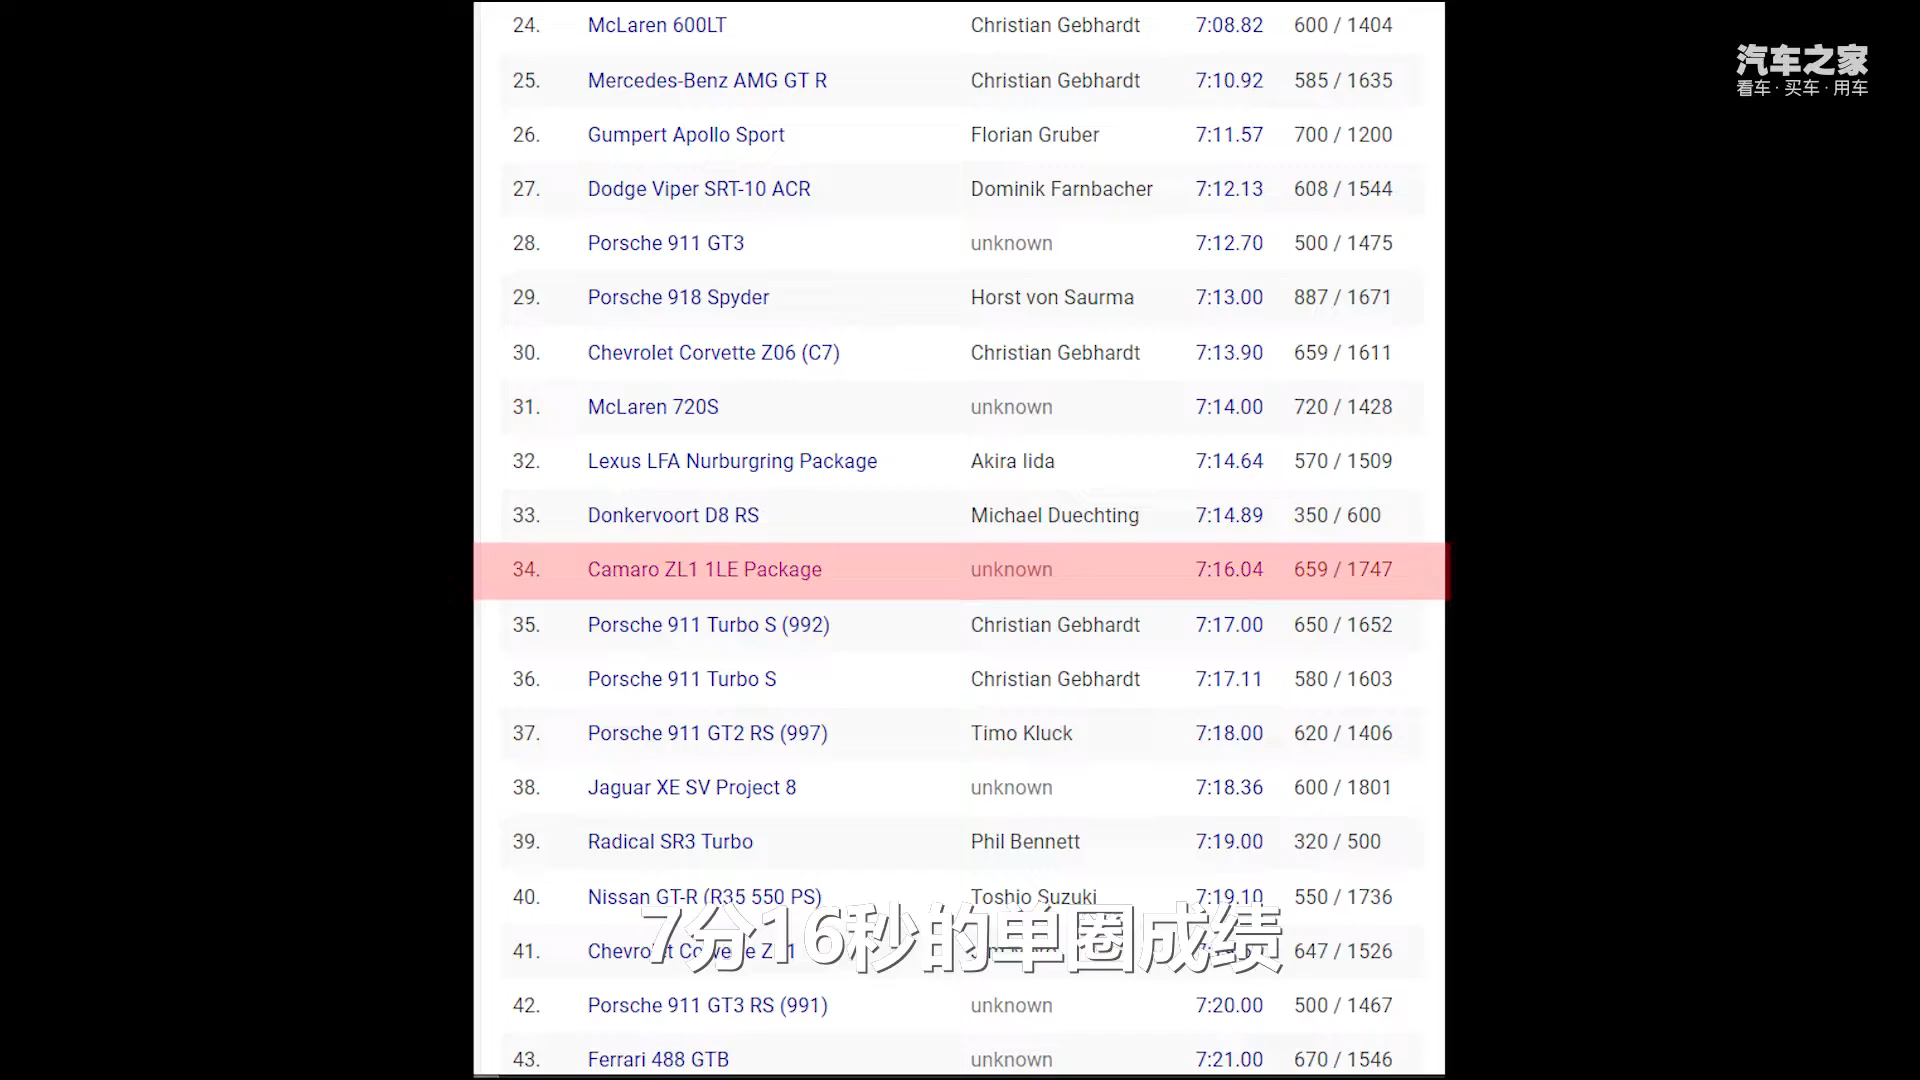 汽车之家
看车·买车·用车
24. McLaren 600LT Christian Gebhardt 7:08.82 600 / 1404
25. Mercedes-Benz AMG GT R Christian Gebhardt 7:10.92 585 / 1635
26. Gumpert Apollo Sport Florian Gruber 7:11.57 700 / 1200
27. Dodge Viper SRT-10 ACR Dominik Farnbacher 7:12.13 608 / 1544
28. Porsche 911 GT3 unknown 7:12.70 500 / 1475
29. Porsche 918 Spyder Horst von Saurma 7:13.00 887 / 1671
30. Chevrolet Corvette Z06 (C7) Christian Gebhardt 7:13.90 659 / 1611
31. McLaren 720S unknown 7:14.00 720 / 1428
32. Lexus LFA Nurburgring Package Akira Iida 7:14.64 570 / 1509
33. Donkervoort D8 RS Michael Duechting 7:14.89 350 / 600
34. Camaro ZL1 1LE Package unknown 7:16.04 659 / 1747
35. Porsche 911 Turbo S (992) Christian Gebhardt 7:17.00 650 / 1652
36. Porsche 911 Turbo S Christian Gebhardt 7:17.11 580 / 1603
37. Porsche 911 GT2 RS (997) Timo Kluck 7:18.00 620 / 1406
38. Jaguar XE SV Project 8 unknown 7:18.36 600 / 1801
39. Radical SR3 Turbo Phil Bennett 7:19.00 320 / 500
40. Nissan GT-R (R35 550 PS) Toshio Suzuki 7:19.10 550 / 1736
7分16秒的单圈成绩
41. 647 / 1526
42. Porsche 911 GT3 RS (991) unknown 7:20.00 500 / 1467
43. Ferrari 488 GTB unknown 7:21.00 670 / 1546